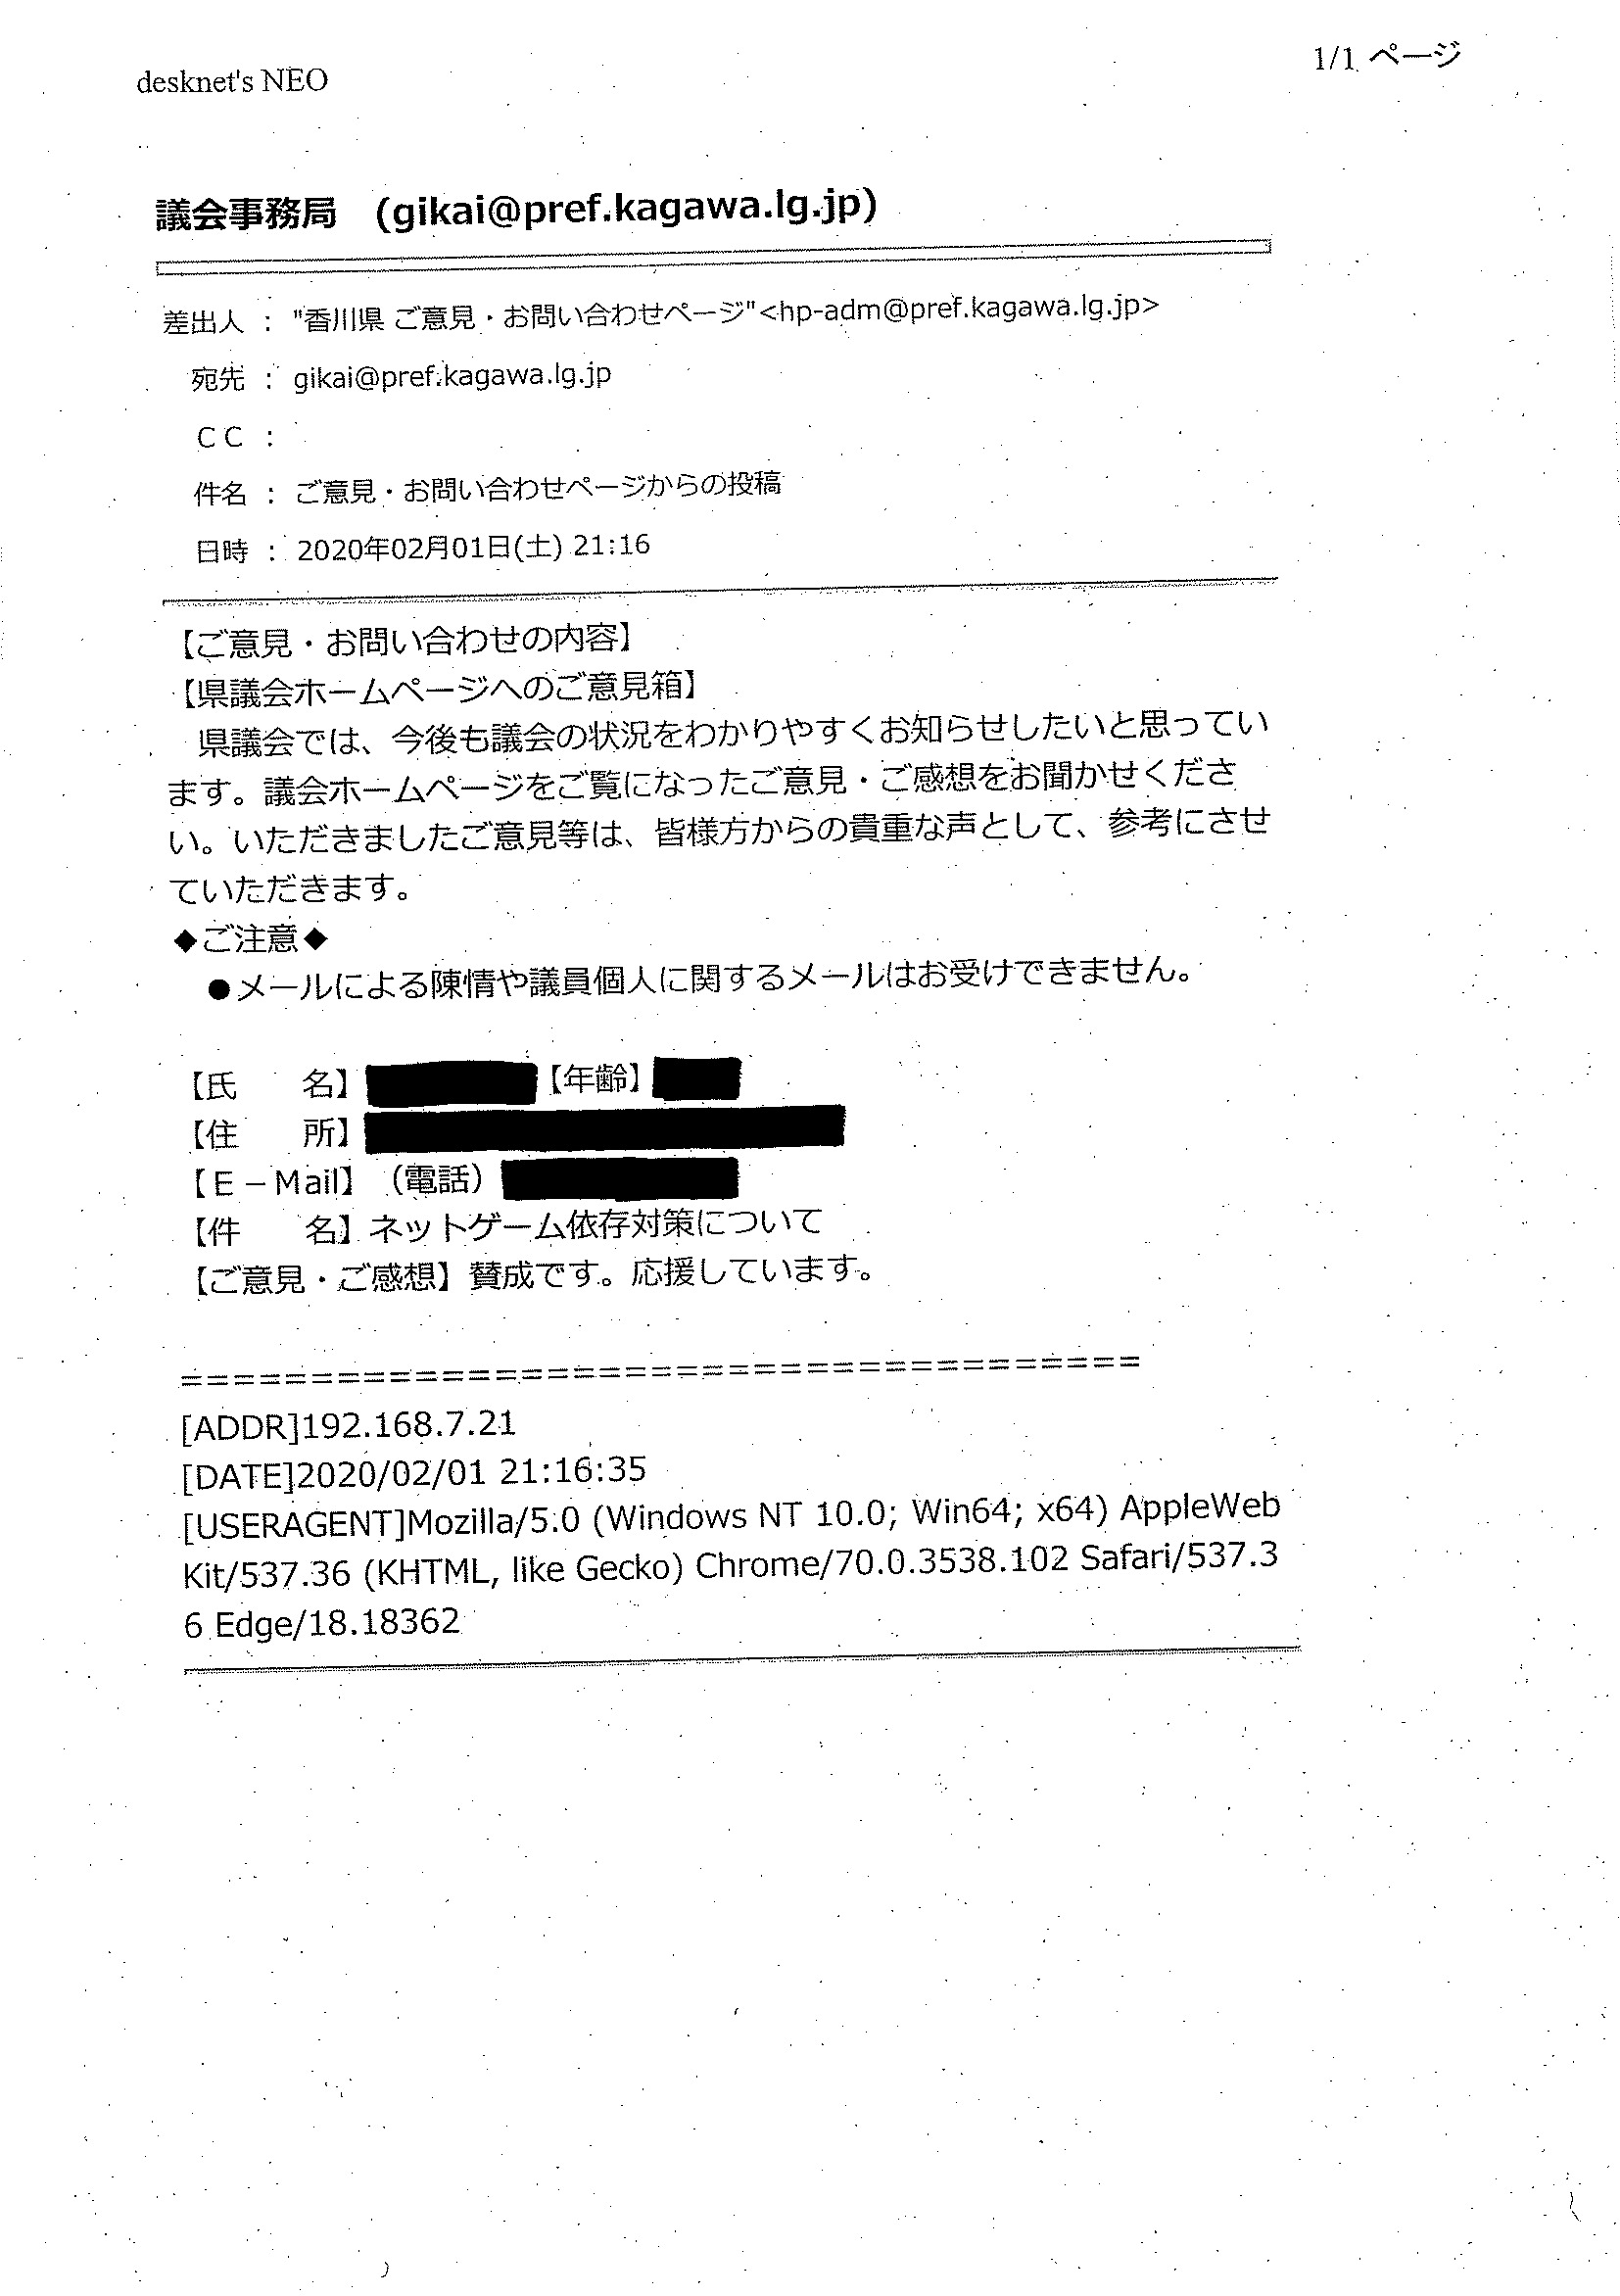 desknet's NEO
1/1 ページ
議会事務局 (gikai@pref.kagawa.lg.jp)
差出人 : "香川県 ご意見・お問い合わせページ"<hp-adm@pref.kagawa.lg.jp>
宛先 : gikai@pref.kagawa.lg.jp
ＣＣ :
件名 : ご意見・お問い合わせページからの投稿
日時 : 2020年02月01日(土) 21:16
【ご意見・お問い合わせの内容】
【県議会ホームページへのご意見箱】
県議会では、今後も議会の状況をわかりやすくお知らせしたいと思ってい
ます。議会ホームページをご覧になったご意見・ご感想をお聞かせくださ
い。いただきましたご意見等は、皆様方からの貴重な声として、参考にさせ
ていただきます。
◆ご注意◆
●メールによる陳情や議員個人に関するメールはお受けできません。
【氏　　名】【年齢】
【住　　所】
【Ｅ－Mail】（電話）
【件　　名】ネットゲーム依存対策について
【ご意見・ご感想】賛成です。応援しています。
=====================================
[ADDR]192.168.7.21
[DATE]2020/02/01 21:16:35
[USERAGENT]Mozilla/5.0 (Windows NT 10.0; Win64; x64) AppleWeb
Kit/537.36 (KHTML, like Gecko) Chrome/70.0.3538.102 Safari/537.3
6 Edge/18.18362